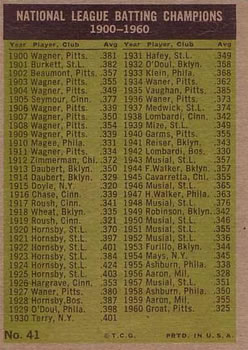 NATIONAL LEAGUE BATTING CHAMPIONS
1900-1960
Year Player, Club Avg
1900 Wagner, Pitts. .381
1901 Burkett, St.L.
1902 Beaumont, Pitts. .357
1903 Wagner, Pitts.
1904 Wagner, Pitts.
1905 Seymour, Cinn. .377
1906 Wagner, Pitts.
1907 Wagner, Pitts.
1908 Wagner, Pitts.
1909 Wagner, Pitts.
1910 Magee, Phila.
1911 Wagner, Pitts.
1912 Zimmerman, Chi. .372
1913 Daubert, Bklyn. .350
1914 Daubert, Bklyn. .329
1915 Doyle, N.Y. .320
1916 Chase, Cinn. .339
1917 Roush, Cinn. .341
1918 Wheat, Bklyn. .335
1919 Roush, Cinn. .321
1920 Hornsby, St.L. .370
1921 Hornsby, St.L. .397
1922 Hornsby, St.L. .401
1923 Hornsby, St.L. .384
1924 Hornsby, St.L. .424
1925 Hornsby, St.L. .403
1926 Hargrave, Cinn. .353
1927 P.Waner, Pitts. .380
1928 Hornsby, Bos. .387
1929 O'Doul, Phila. .398
1930 Terry, N.Y. .401
Year Player, Club Avg
1931 Hafey, St.L. .349
1932 O'Doul, Bklyn. .368
1933 Klein, Phila. .368
1934 P.Waner, Pitts. .362
1935 Vaughan, Pitts. .385
1936 P.Waner, Pitts. .373
1937 Medwick, St.L. .374
1938 Lombardi, Cinn. .342
1939 Mize, St.L. .349
1940 Garms, Pitts. .355
1941 Reiser, Bklyn. .343
1942 Lombardi, Bos. .330
1943 Musial, St.L. .357
1944 F.Walker, Bklyn. .357
1945 Cavarretta, Chi. .355
1946 Musial, St.L. .365
1947 H.Walker, Phila. .363
1948 Musial, St.L. .376
1949 Robinson, Bklyn. .342
1950 Musial, St.L. .346
1951 Musial, St.L. .355
1952 Musial, St.L. .336
1953 Furillo, Bklyn. .344
1954 Mays, N.Y. .345
1955 Ashburn, Phila. .338
1956 Aaron, Mil. .328
1957 Musial, St.L. .351
1958 Ashburn, Phila. .350
1959 Aaron, Mil. .355
1960 Groat, Pitts. .325
No. 41
© T.C.G. PRTD. IN U.S.A.